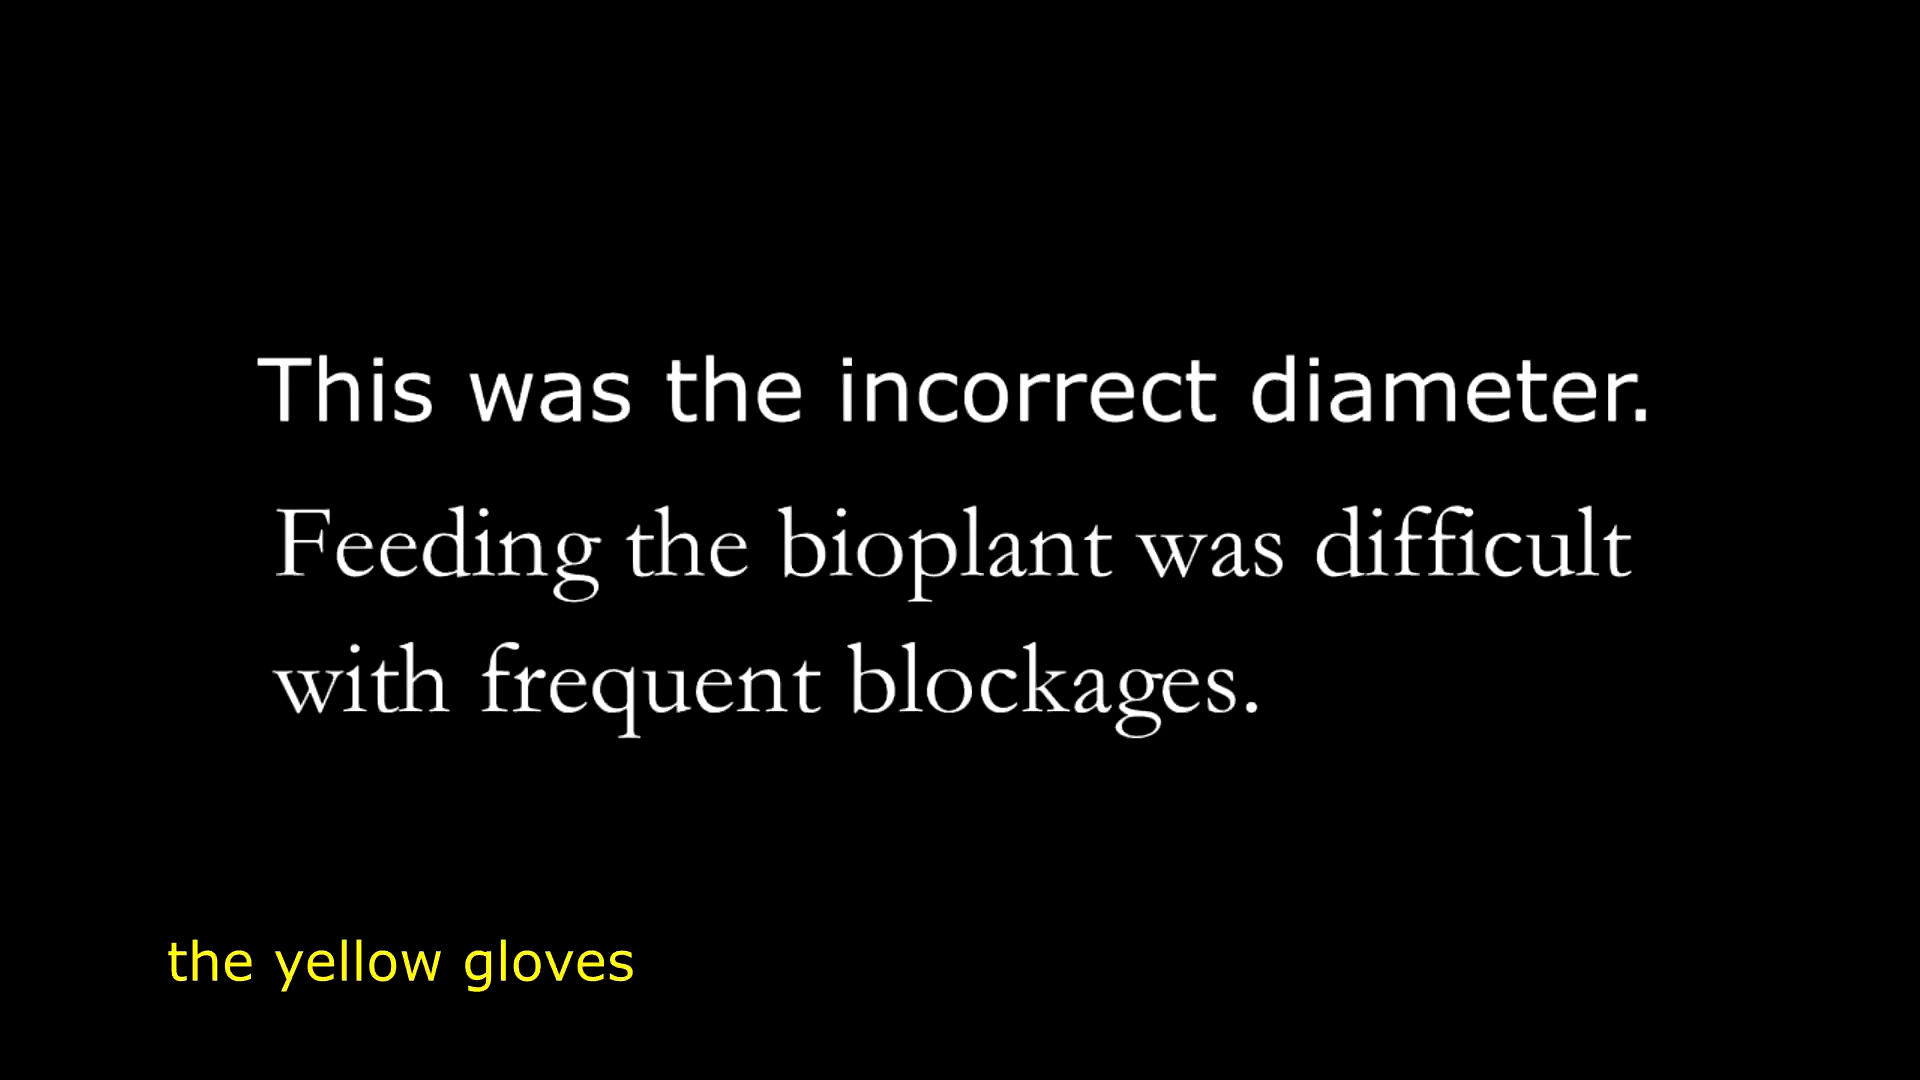 This was the incorrect diameter.
Feeding the bioplant was difficult
with frequent blockages.
the yellow gloves